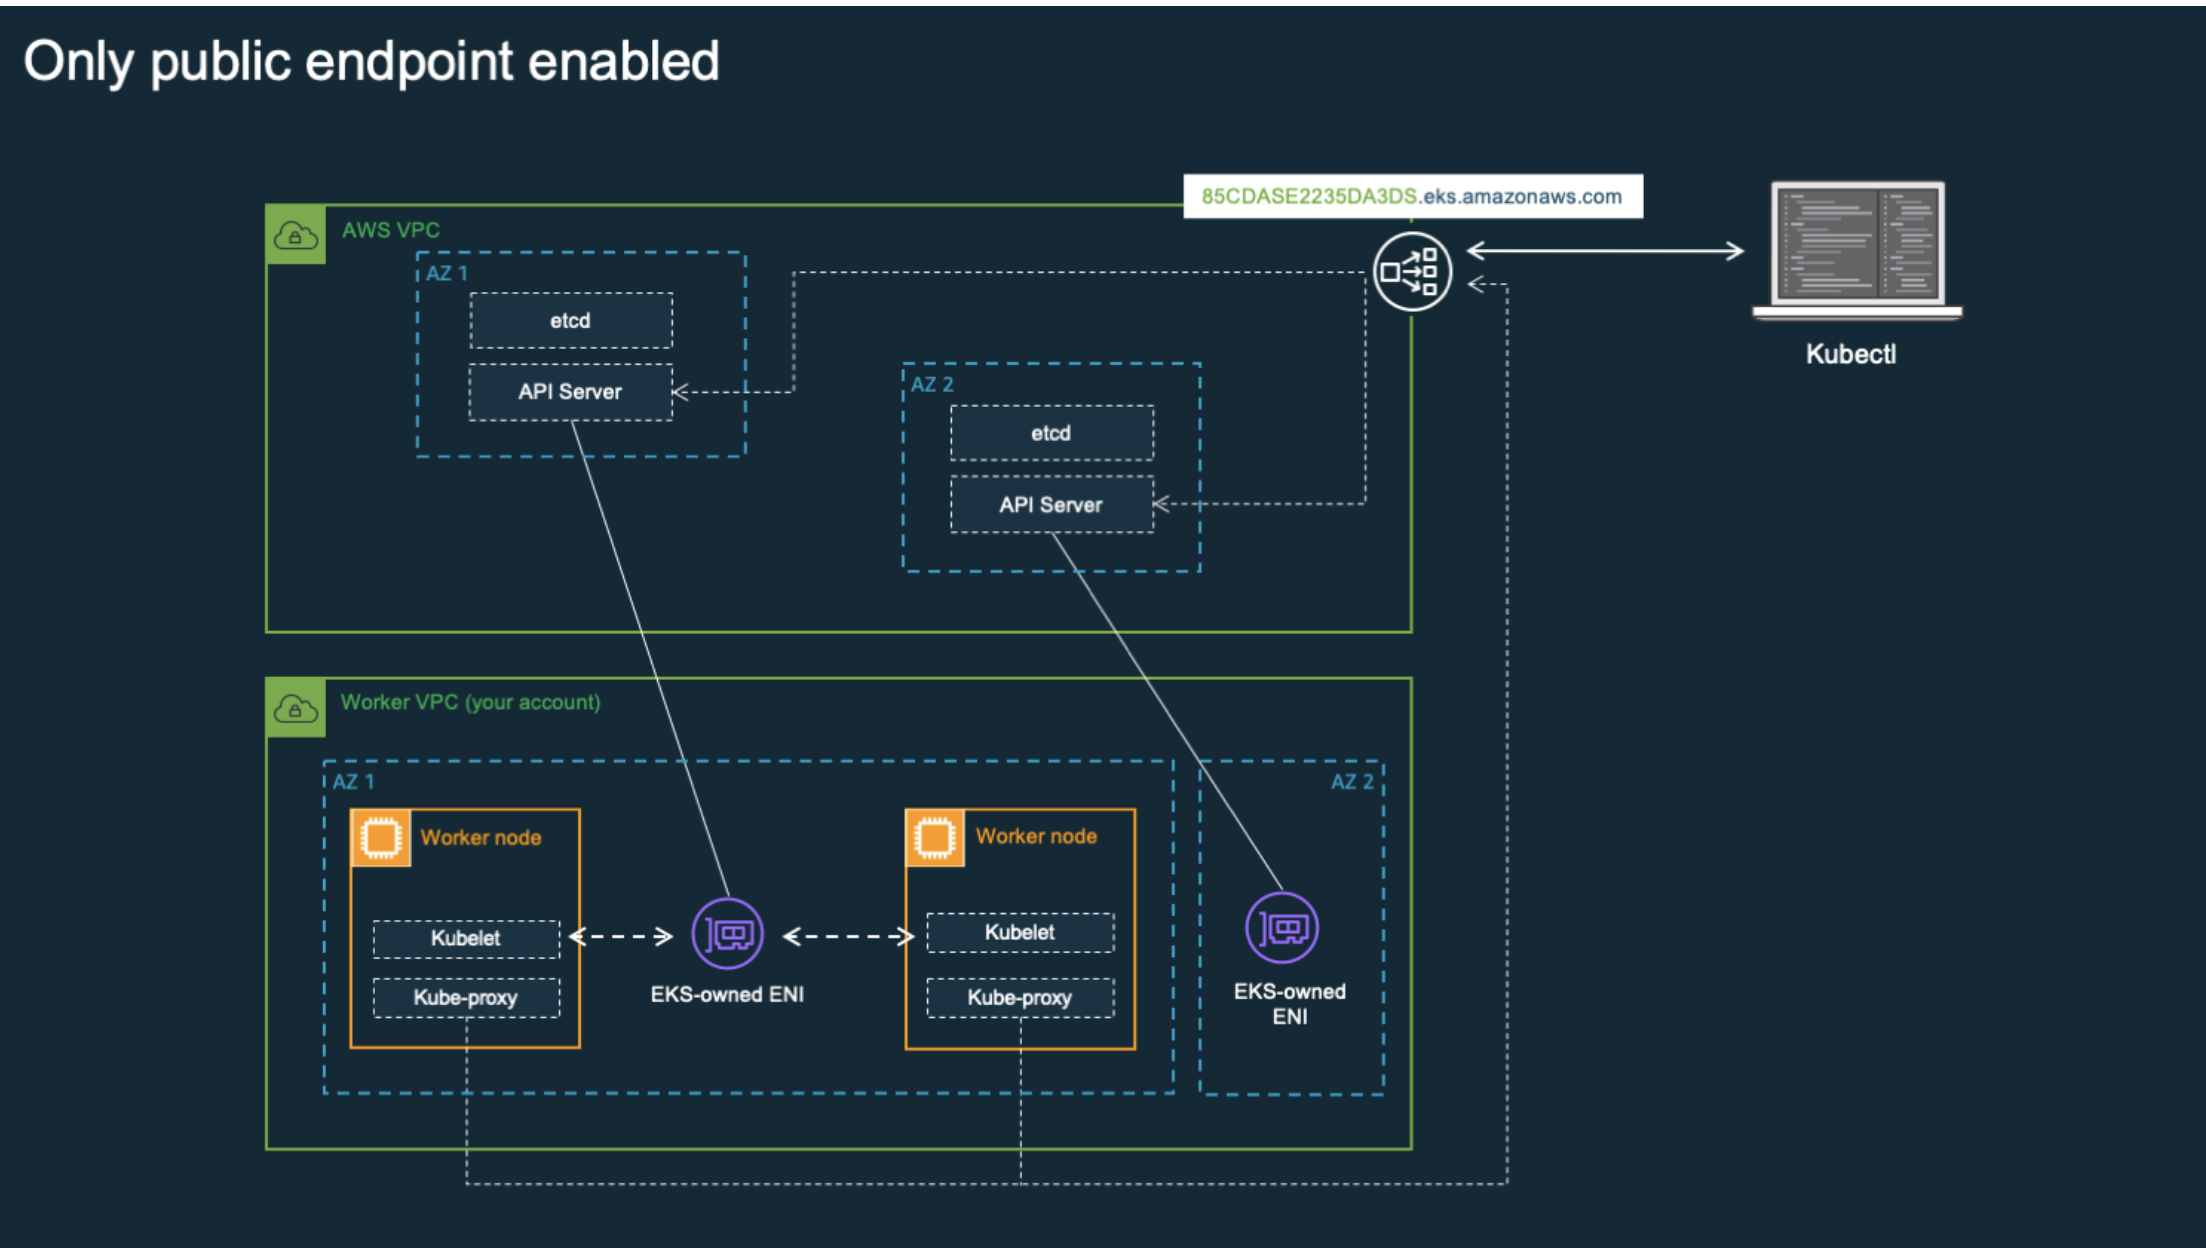 Only public endpoint enabled
85CDASE2235DA3DS.eks.amazonaws.com
AWS VPC
AZ 1
etcd
API Server
AZ 2
etcd
API Server
Kubectl
Worker VPC (your account)
AZ 1
Worker node
Kubelet
Kube-proxy
EKS-owned ENI
Worker node
Kubelet
Kube-proxy
AZ 2
EKS-owned
ENI